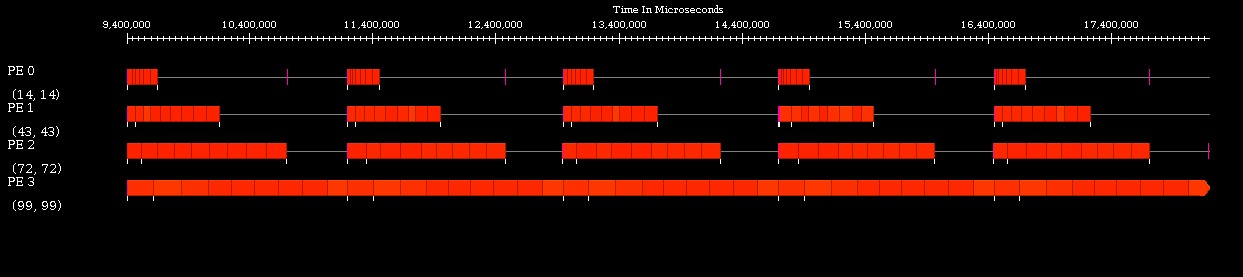 Time In Microseconds
9,400,000 10,400,000 11,400,000 12,400,000 13,400,000 14,400,000 15,400,000 16,400,000 17,400,000
PE 0
(14, 14)
PE 1
(43, 43)
PE 2
(72, 72)
PE 3
(99, 99)